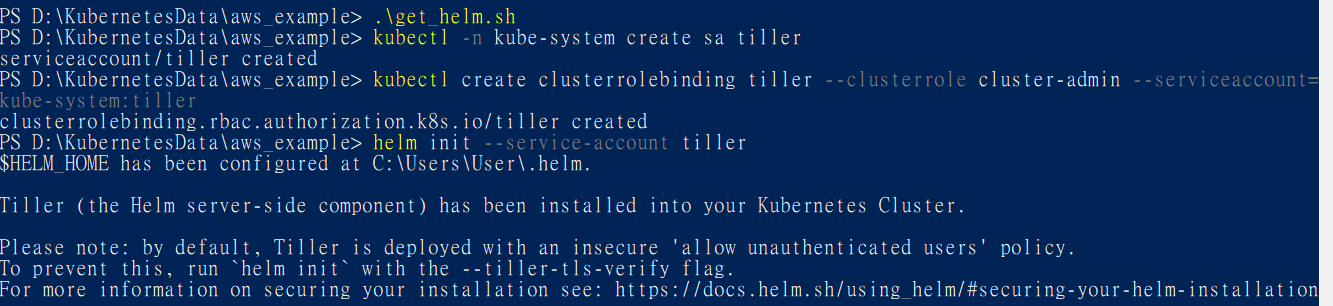 PS D:\KubernetesData\aws_example> .\get_helm.sh
PS D:\KubernetesData\aws_example> kubectl -n kube-system create sa tiller
serviceaccount/tiller created
PS D:\KubernetesData\aws_example> kubectl create clusterrolebinding tiller --clusterrole cluster-admin --serviceaccount=
kube-system:tiller
clusterrolebinding.rbac.authorization.k8s.io/tiller created
PS D:\KubernetesData\aws_example> helm init --service-account tiller
$HELM_HOME has been configured at C:\Users\User\.helm.
Tiller (the Helm server-side component) has been installed into your Kubernetes Cluster.
Please note: by default, Tiller is deployed with an insecure 'allow unauthenticated users' policy.
To prevent this, run `helm init` with the --tiller-tls-verify flag.
For more information on securing your installation see: https://docs.helm.sh/using_helm/#securing-your-helm-installation